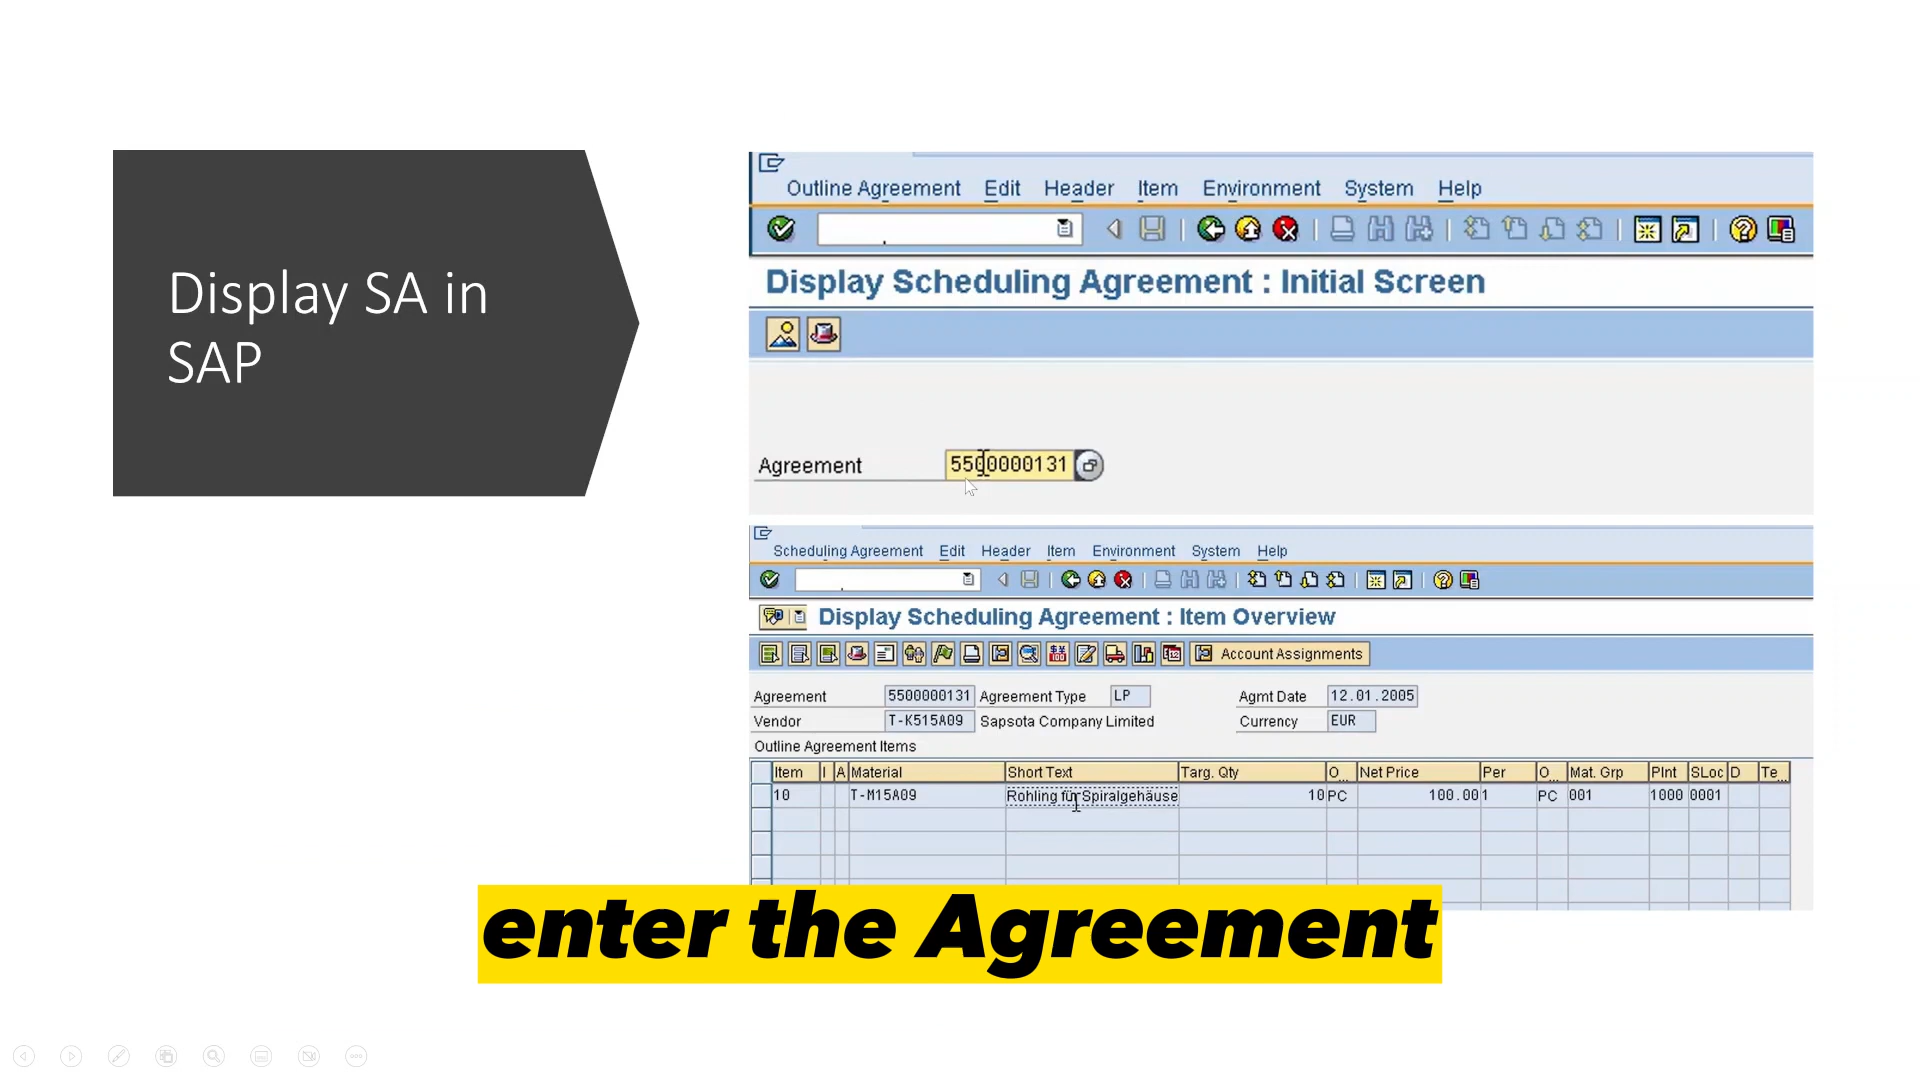 Display SA in
SAP
Outline Agreement Edit Header Item Environment System Help
Display Scheduling Agreement : Initial Screen
Agreement 5500000131
Scheduling Agreement Edit Header Item Environment System Help
Display Scheduling Agreement : Item Overview
Account Assignments
Agreement 5500000131 Agreement Type LP Agmt Date 12.01.2005
Vendor T-K515A09 Sapsota Company Limited Currency EUR
Outline Agreement Items
Item I A Material Short Text Targ. Qty O... Net Price Per O... Mat. Grp Plnt SLoc D Te...
10 T-M15A09 Rohling für Spiralgehäuse 10 PC 100.00 1 PC 001 1000 0001
enter the Agreement